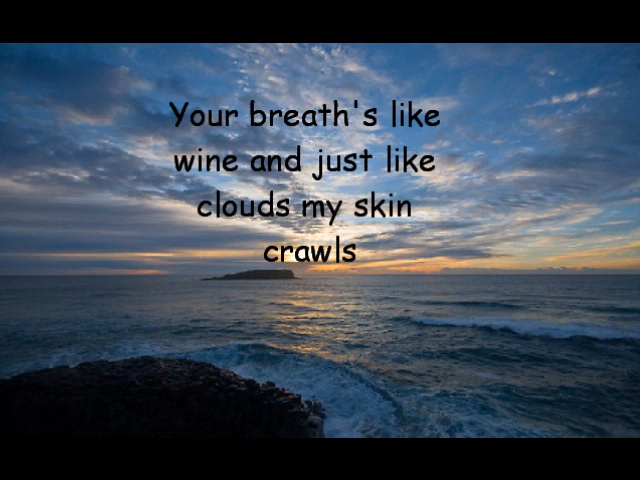 Your breath's like
wine and just like
clouds my skin
crawls